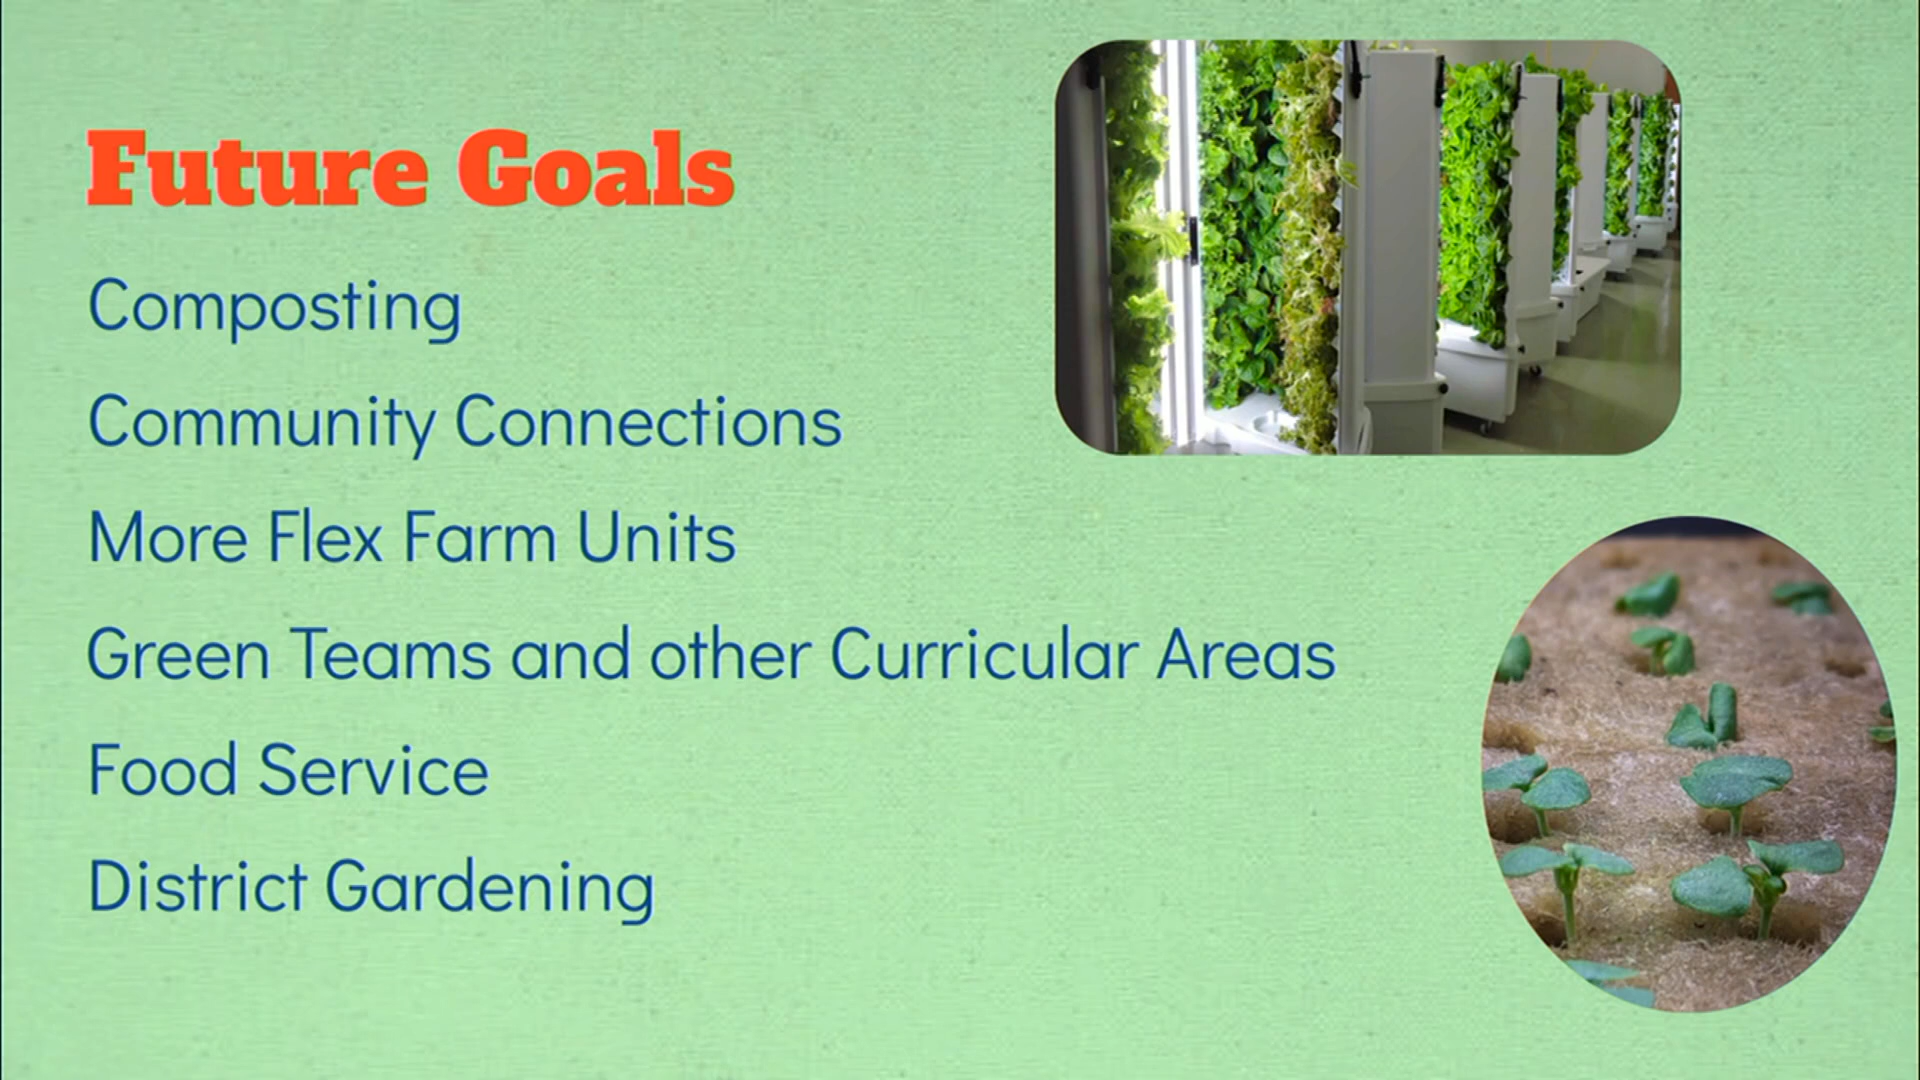 Future Goals
Composting
Community Connections
More Flex Farm Units
Green Teams and other Curricular Areas
Food Service
District Gardening